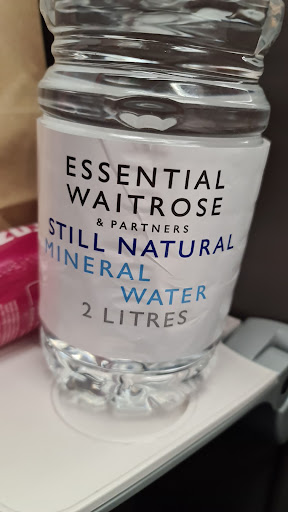 ESSENTIAL
WAITROSE
& PARTNERS
STILL NATURAL
MINERAL
WATER
2 LITRES